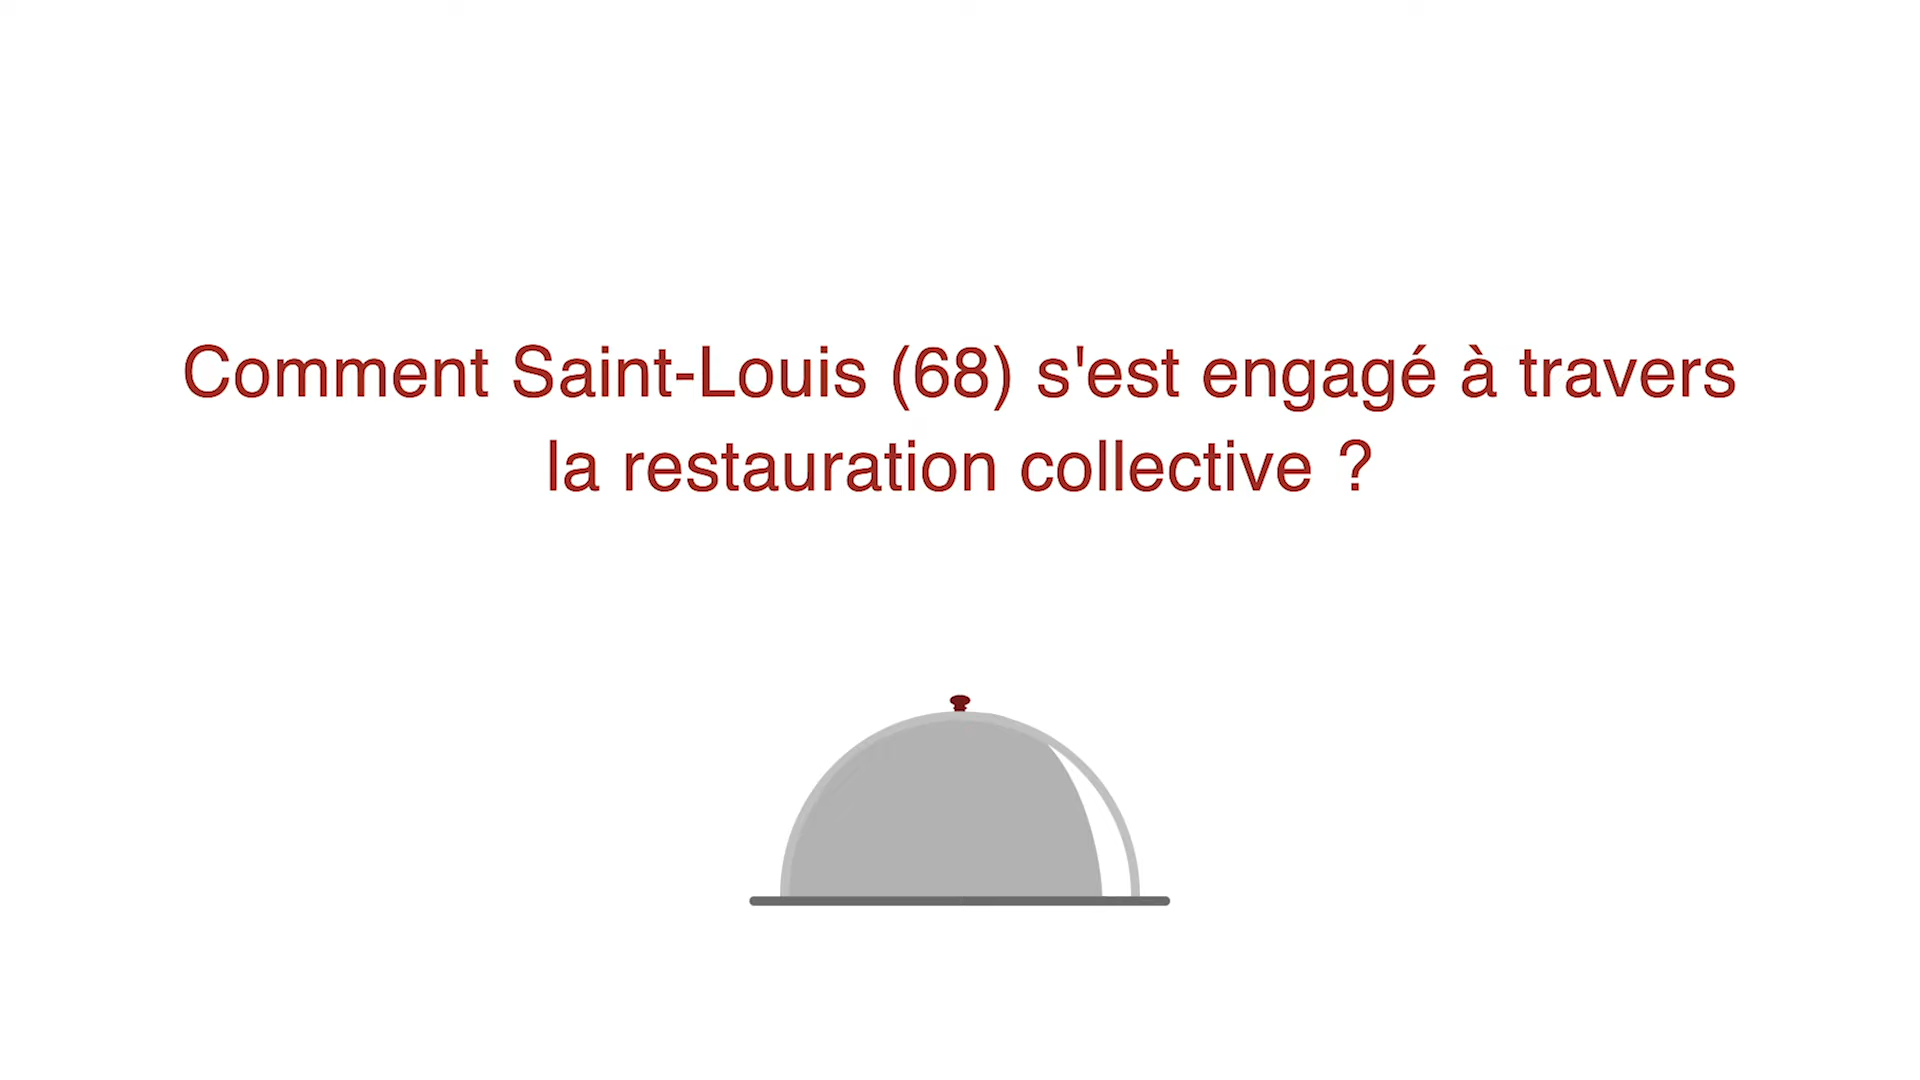 Comment Saint-Louis (68) s'est engagé à travers
la restauration collective ?